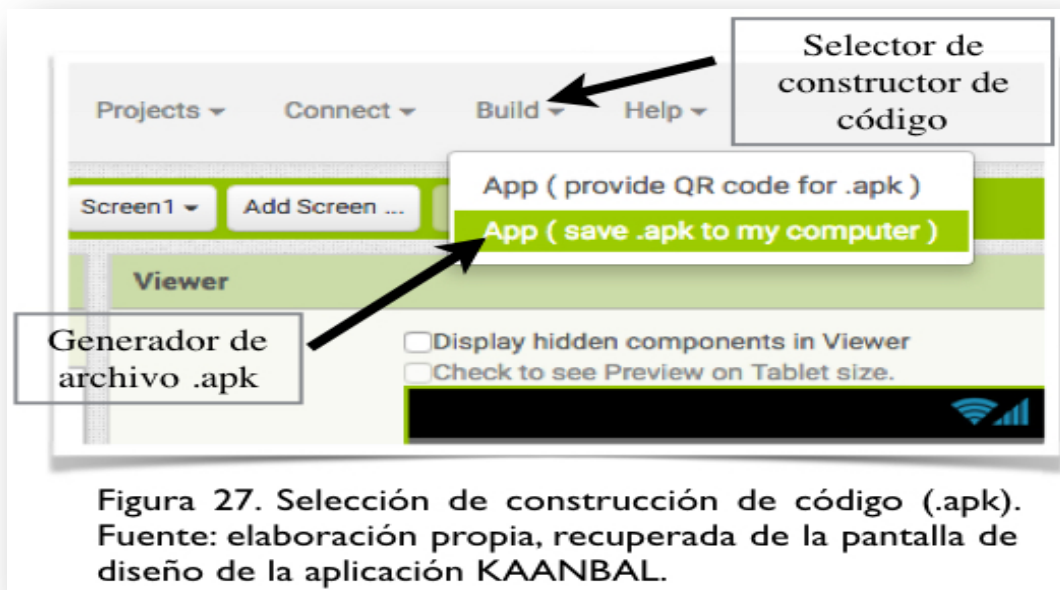 Selector de
constructor de
código
Projects Connect Build Help
App ( provide QR code for .apk )
Screen1 Add Screen ...
App ( save .apk to my computer )
Viewer
Generador de
archivo .apk
Display hidden components in Viewer
Check to see Preview on Tablet size.
Figura 27. Selección de construcción de código (.apk).
Fuente: elaboración propia, recuperada de la pantalla de
diseño de la aplicación KAANBAL.